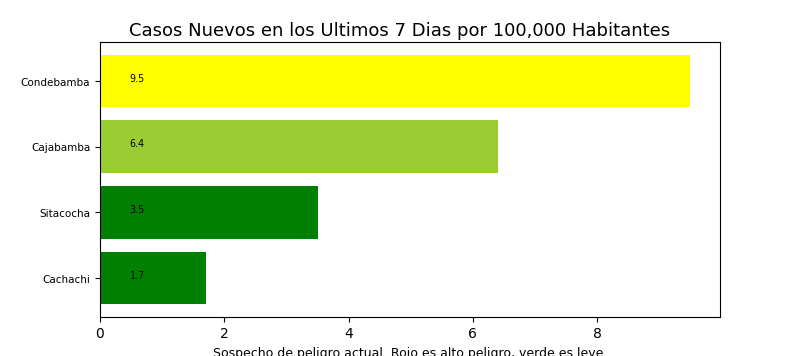 Casos Nuevos en los Ultimos 7 Dias por 100,000 Habitantes
Condebamba 9.5
Cajabamba 6.4
Sitacocha 3.5
Cachachi 1.7
0 2 4 6 8
Sospecho de peligro actual. Rojo es alto peligro, verde es leve